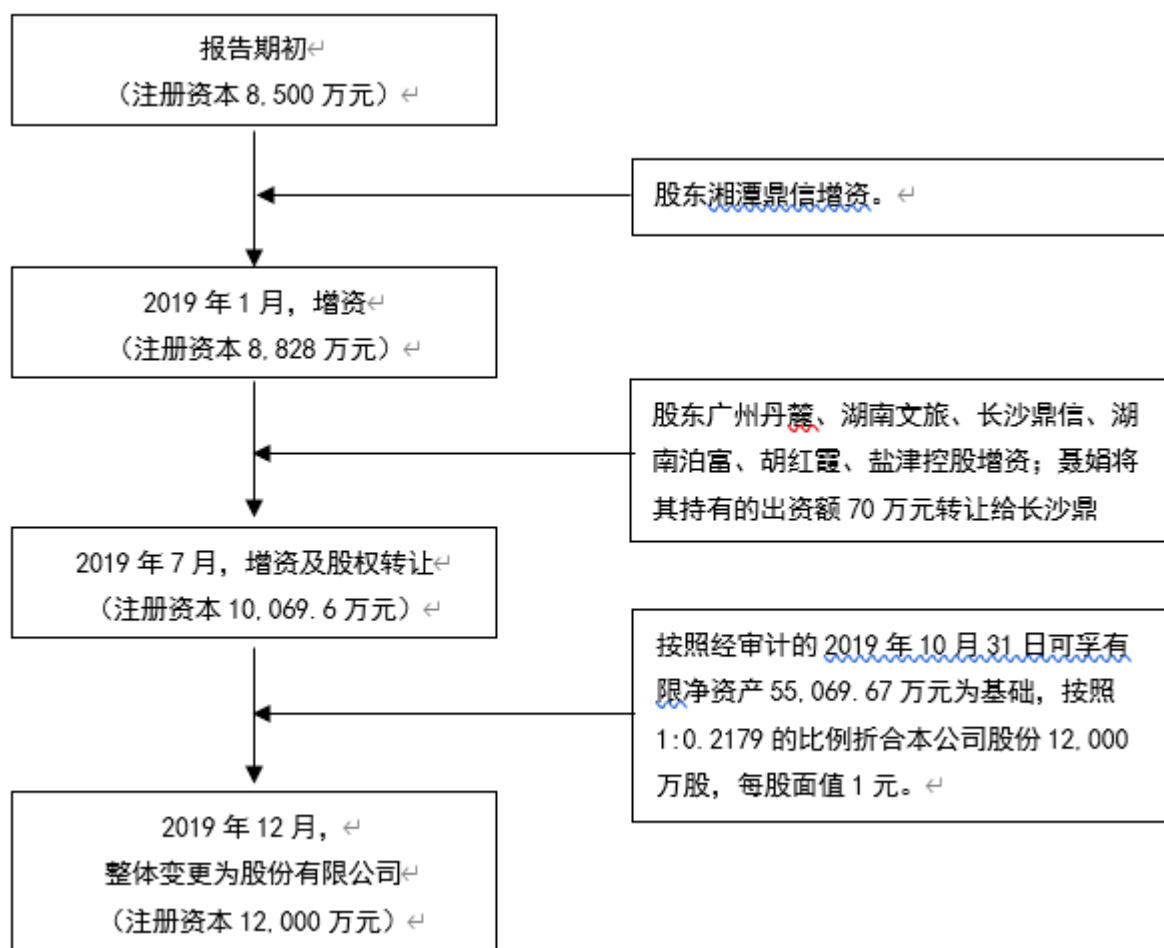 报告期初
（注册资本 8,500 万元）
股东湘潭鼎信增资。
2019 年 1 月，增资
（注册资本 8,828 万元）
股东广州丹麓、湖南文旅、长沙鼎信、湖
南泊富、胡红霞、盐津控股增资；聂娟将
其持有的出资额 70 万元转让给长沙鼎
2019 年 7 月，增资及股权转让
（注册资本 10,069.6 万元）
按照经审计的 2019 年 10 月 31 日可孚有
限净资产 55,069.67 万元为基础，按照
1:0.2179 的比例折合本公司股份 12,000
万股，每股面值 1 元。
2019 年 12 月，
整体变更为股份有限公司
（注册资本 12,000 万元）